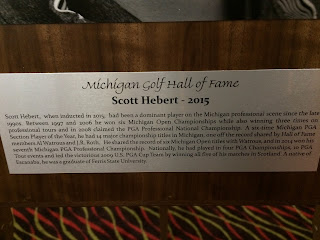 Michigan Golf Hall of Fame
Scott Hebert - 2015
Scott Hebert, when inducted in 2015, had been a dominant player on the Michigan professional scene since the late
1990s. Between 1997 and 2006 he won six Michigan Open Championships while also winning three times on
professional tours and in 2008 claimed the PGA Professional National Championship. A six-time Michigan PGA
Section Player of the Year, he had 14 major championship titles in Michigan, one off the record shared by Hall of Fame
members Al Watrous and J.R. Roth. He shared the record of six Michigan Open titles with Watrous, and in 2014 won his
seventh Michigan PGA Professional Championship. Nationally, he had played in four PGA Championships, 10 PGA
Tour events and led the victorious 2009 U.S. PGA Cup Team by winning all five of his matches in Scotland. A native of
Escanaba, he was a graduate of Ferris State University.